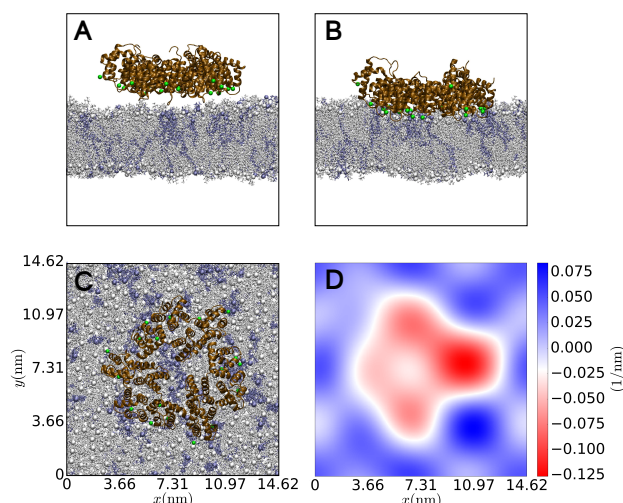 A
B
C
D
14.62
10.97
7.31
3.66
0
y(nm)
0 3.66 7.31 10.97 14.62
x(nm)
0 3.66 7.31 10.97 14.62
x(nm)
0.075
0.050
0.025
0.000
−0.025
−0.050
−0.075
−0.100
−0.125
(1/nm)